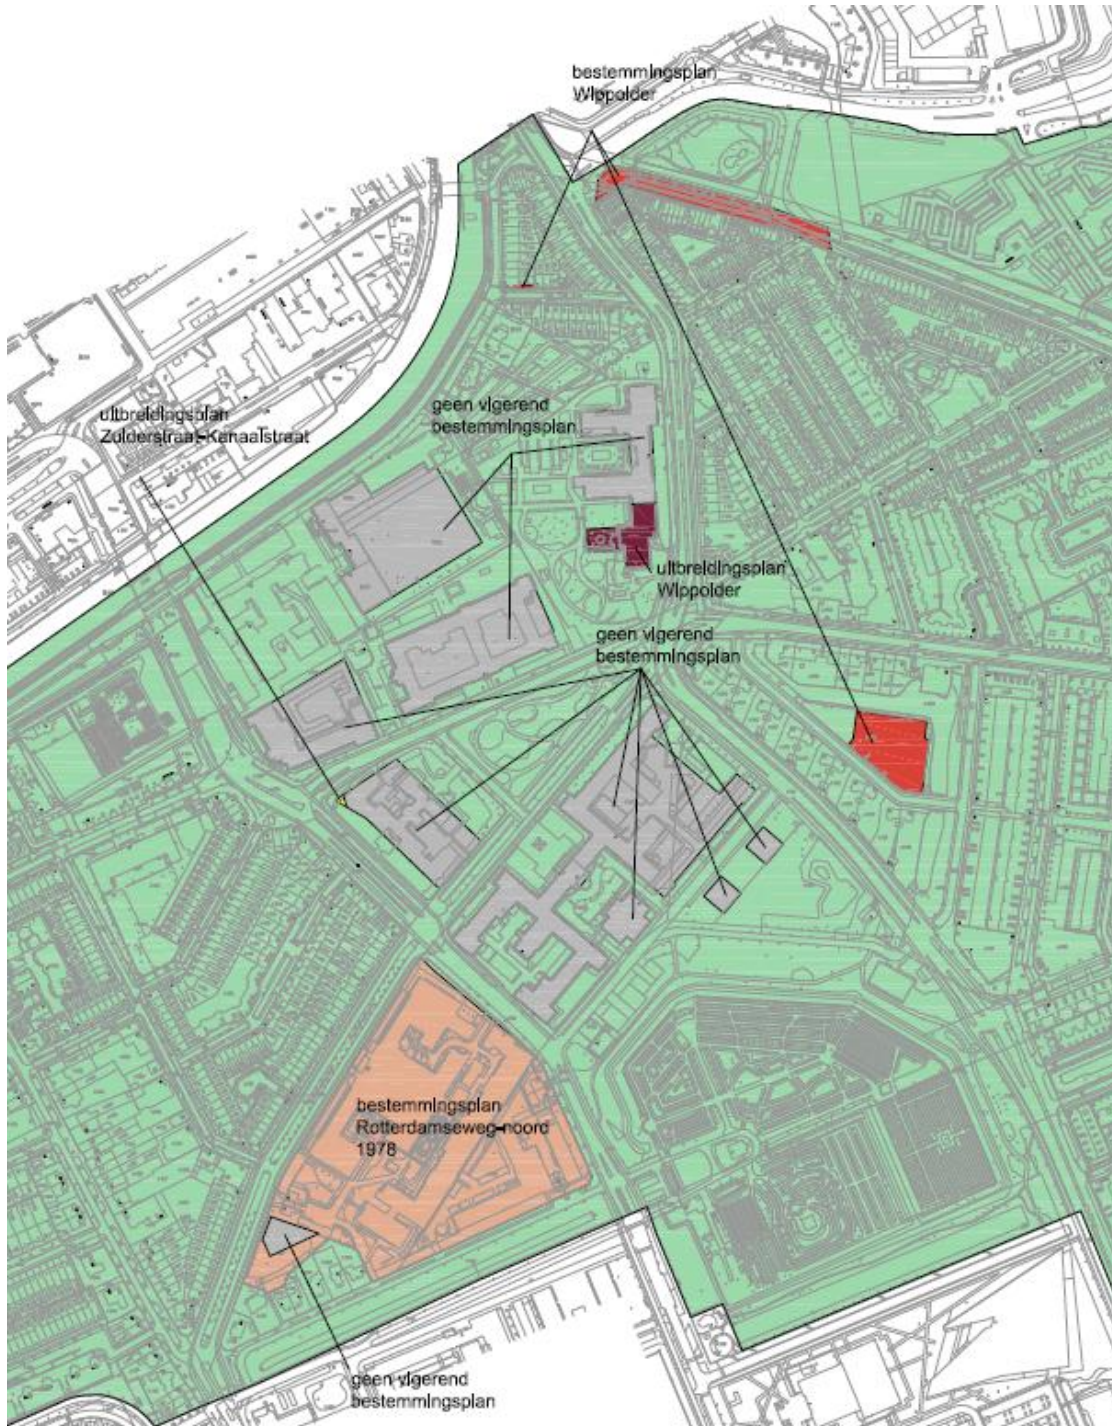 bestemmingsplan
Wippolder
uitbreidingsplan
Zuiderstraat-Kanaalstraat
geen vigerend
bestemmingsplan
uitbreidingsplan
Wippolder
geen vigerend
bestemmingsplan
bestemmingsplan
Rotterdamseweg-noord
1978
geen vigerend
bestemmingsplan